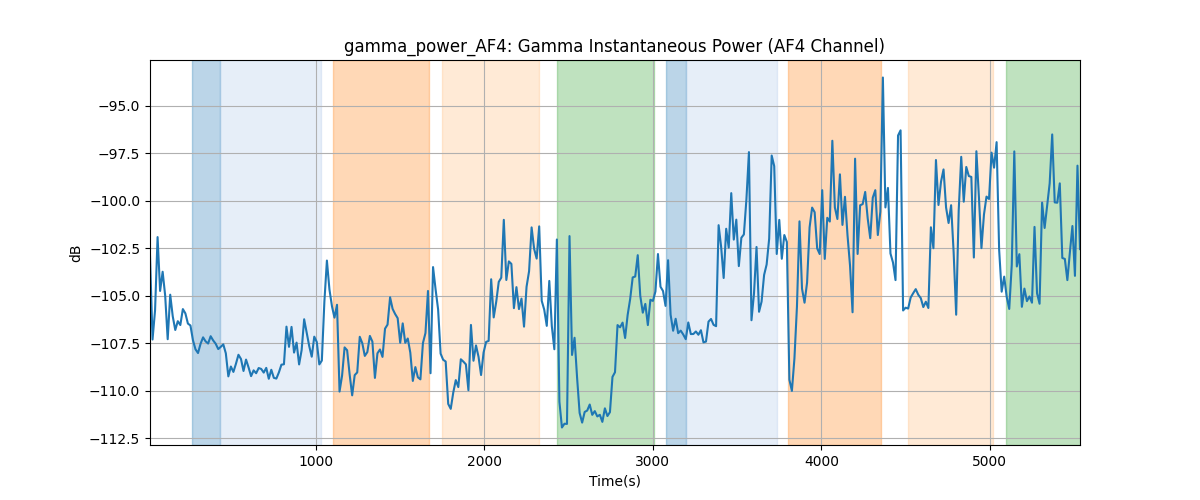 gamma_power_AF4: Gamma Instantaneous Power (AF4 Channel)
dB
−95.0
−97.5
−100.0
−102.5
−105.0
−107.5
−110.0
−112.5
1000 2000 3000 4000 5000
Time(s)